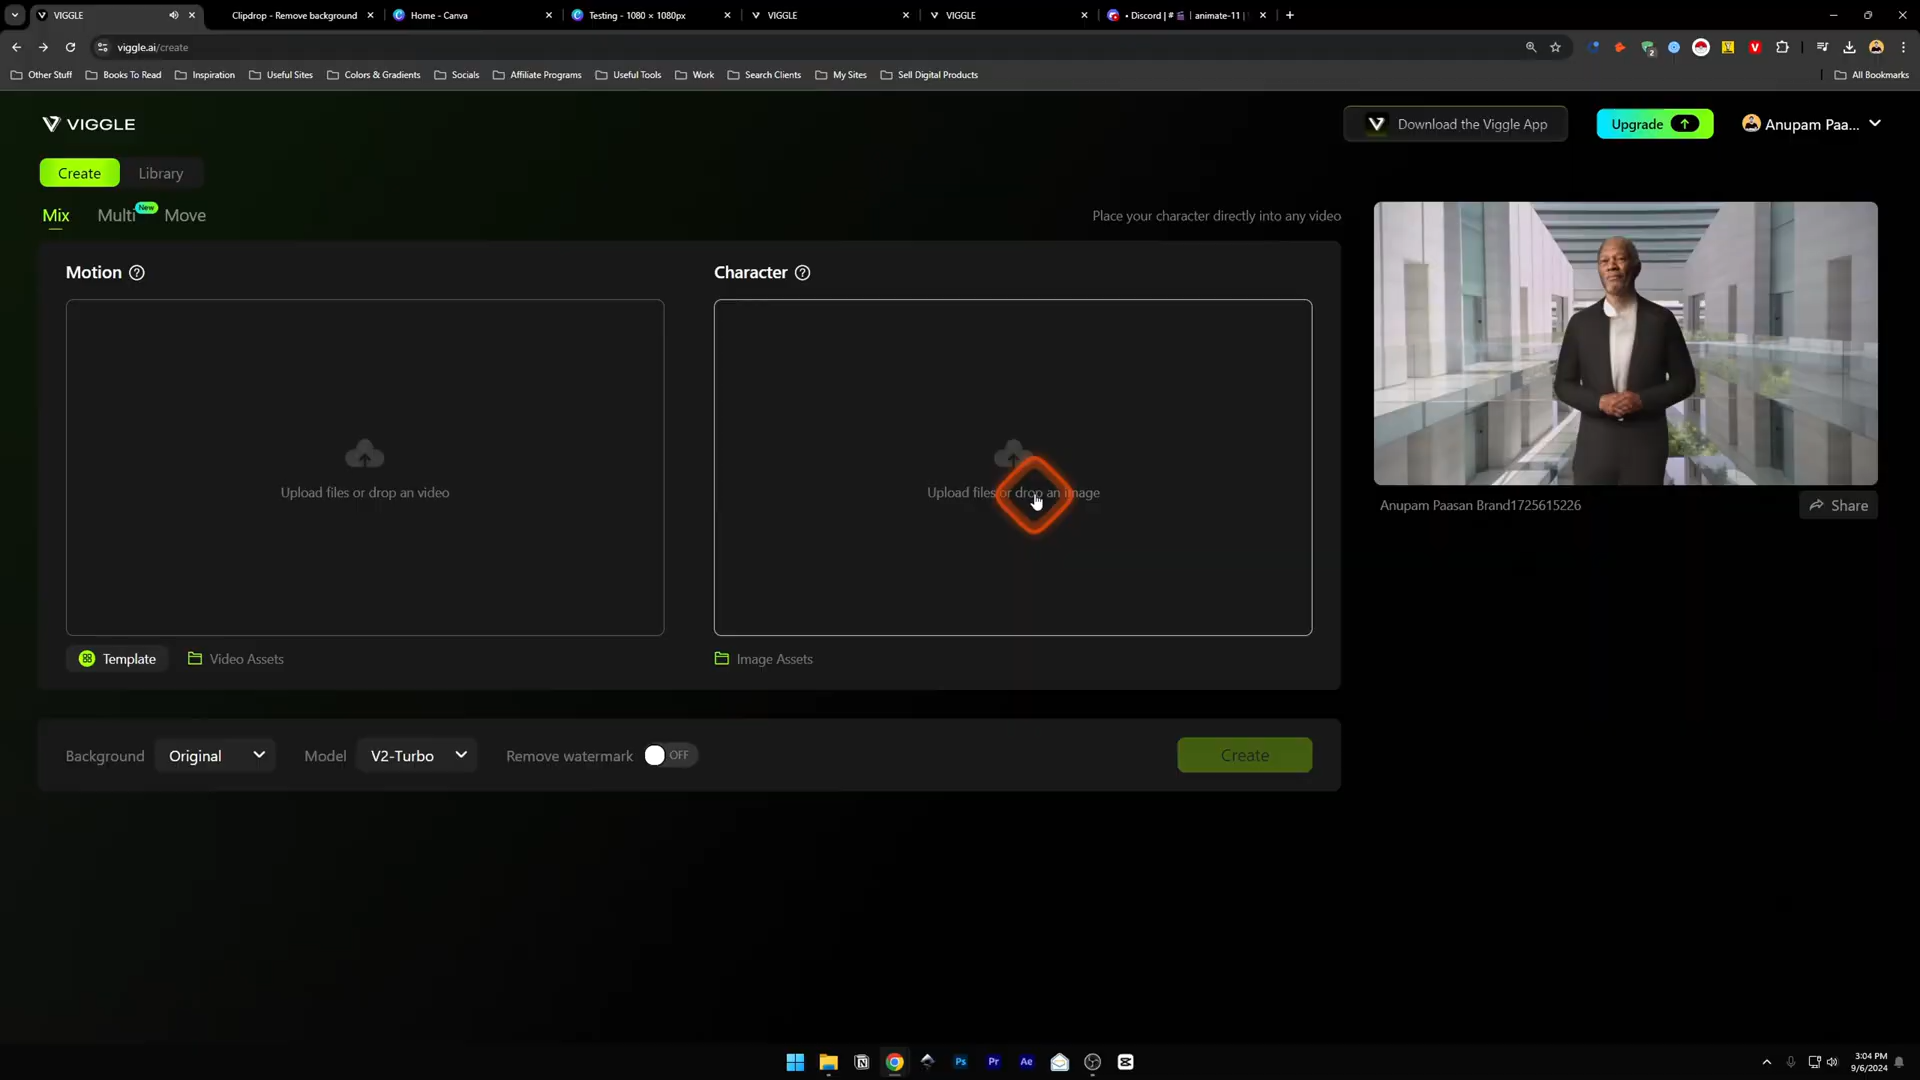 VIGGLE
Clipdrop - Remove background
Home - Canva
Testing - 1080 × 1080px
VIGGLE
VIGGLE
• Discord | # 🎬 | animate-11 |
viggle.ai/create
Other Stuff
Books To Read
Inspiration
Useful Sites
Colors & Gradients
Socials
Affiliate Programs
Useful Tools
Work
Search Clients
My Sites
Sell Digital Products
All Bookmarks
VIGGLE
Download the Viggle App
Upgrade
Anupam Paa...
Create
Library
Mix
Multi
New
Move
Place your character directly into any video
Motion
Character
Upload files or drop an video
Upload files or drop an image
Anupam Paasan Brand1725615226
Share
Template
Video Assets
Image Assets
Background
Original
Model
V2-Turbo
Remove watermark
OFF
Create
Ps
Pr
Ae
3:04 PM
9/6/2024